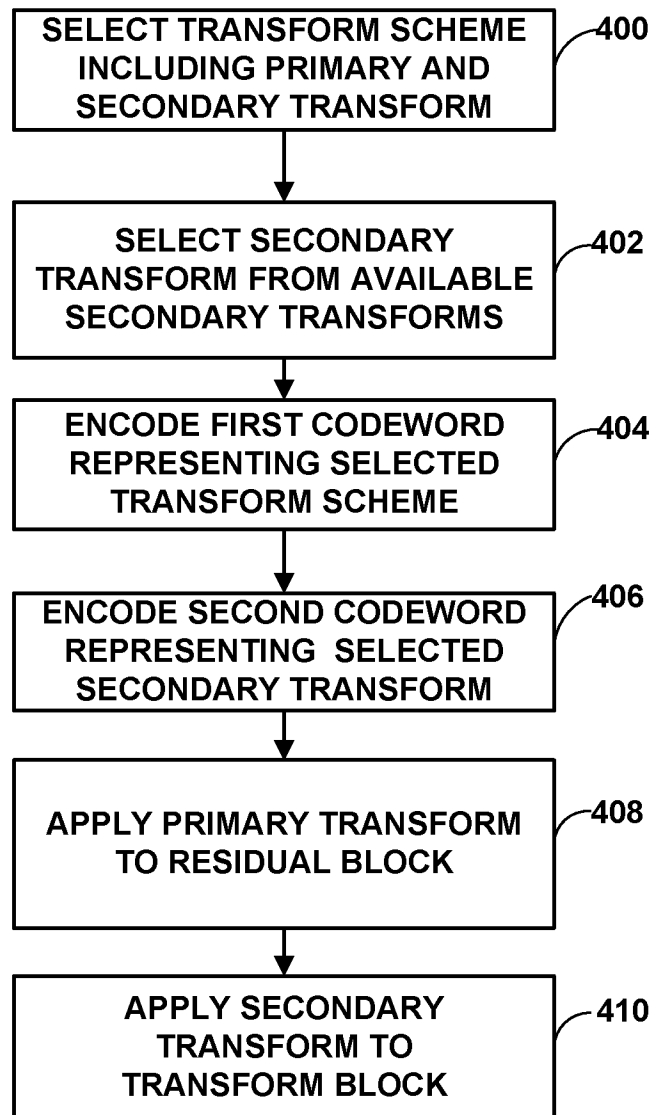 SELECT TRANSFORM SCHEME
INCLUDING PRIMARY AND
SECONDARY TRANSFORM
400
SELECT SECONDARY
TRANSFORM FROM AVAILABLE
SECONDARY TRANSFORMS
402
ENCODE FIRST CODEWORD
REPRESENTING SELECTED
TRANSFORM SCHEME
404
ENCODE SECOND CODEWORD
REPRESENTING SELECTED
SECONDARY TRANSFORM
406
APPLY PRIMARY TRANSFORM
TO RESIDUAL BLOCK
408
APPLY SECONDARY
TRANSFORM TO
TRANSFORM BLOCK
410